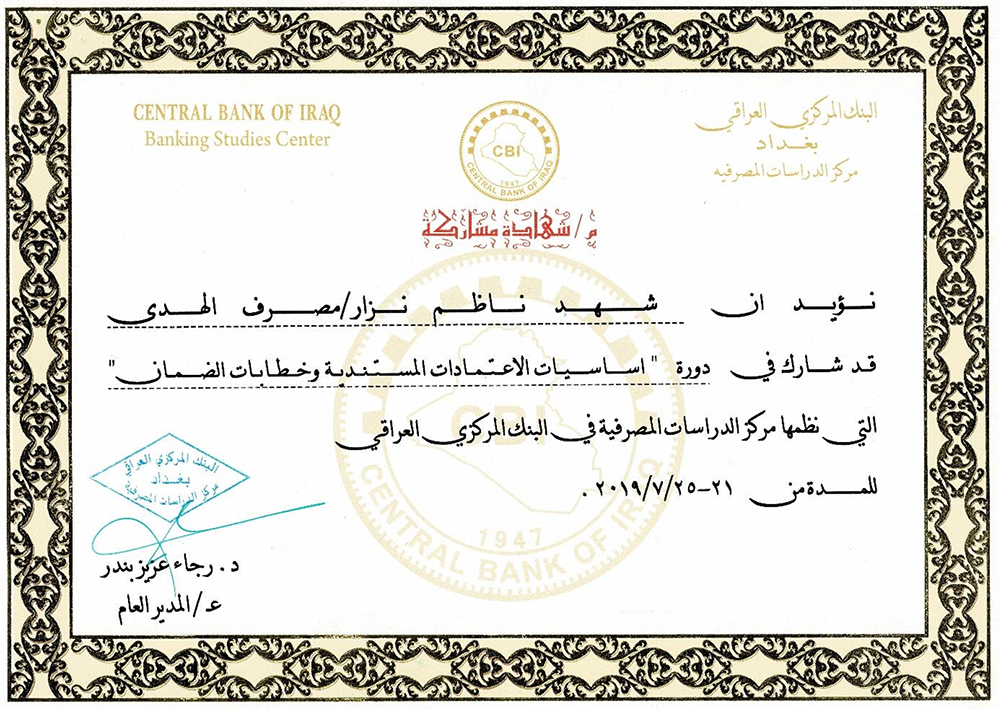 CENTRAL BANK OF IRAQ
Banking Studies Center
البنك المركزي العراقي
بغداد
مركز الدراسات المصرفيه
CBI
1947
CENTRAL BANK OF IRAQ
م/شهادة مشاركة
نؤيد ان شهد ناظم نزار/مصرف الهدى
قد شارك في دورة "اساسيات الاعتمادات المستندية وخطابات الضمان"
التي نظمها مركز الدراسات المصرفية في البنك المركزي العراقي
للمدة من ٢١-٢٠١٩/٧/٢٥ .
CBI
1947
CENTRAL BANK OF IRAQ
البنك المركزي العراقي
بغداد
مركز الدراسات المصرفية
د. رجاء عزيز بندر
ع/المدير العام